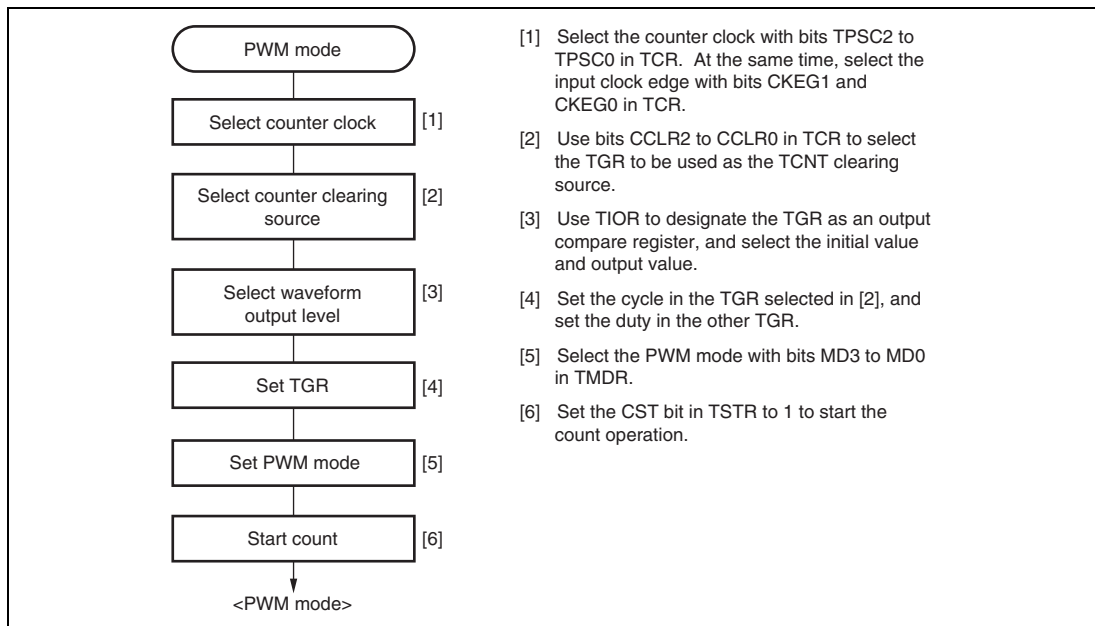 PWM mode
Select counter clock
[1]
Select counter clearing
source
[2]
Select waveform
output level
[3]
Set TGR
[4]
Set PWM mode
[5]
Start count
[6]
<PWM mode>
[1] Select the counter clock with bits TPSC2 to
TPSC0 in TCR. At the same time, select the
input clock edge with bits CKEG1 and
CKEG0 in TCR.
[2] Use bits CCLR2 to CCLR0 in TCR to select
the TGR to be used as the TCNT clearing
source.
[3] Use TIOR to designate the TGR as an output
compare register, and select the initial value
and output value.
[4] Set the cycle in the TGR selected in [2], and
set the duty in the other TGR.
[5] Select the PWM mode with bits MD3 to MD0
in TMDR.
[6] Set the CST bit in TSTR to 1 to start the
count operation.